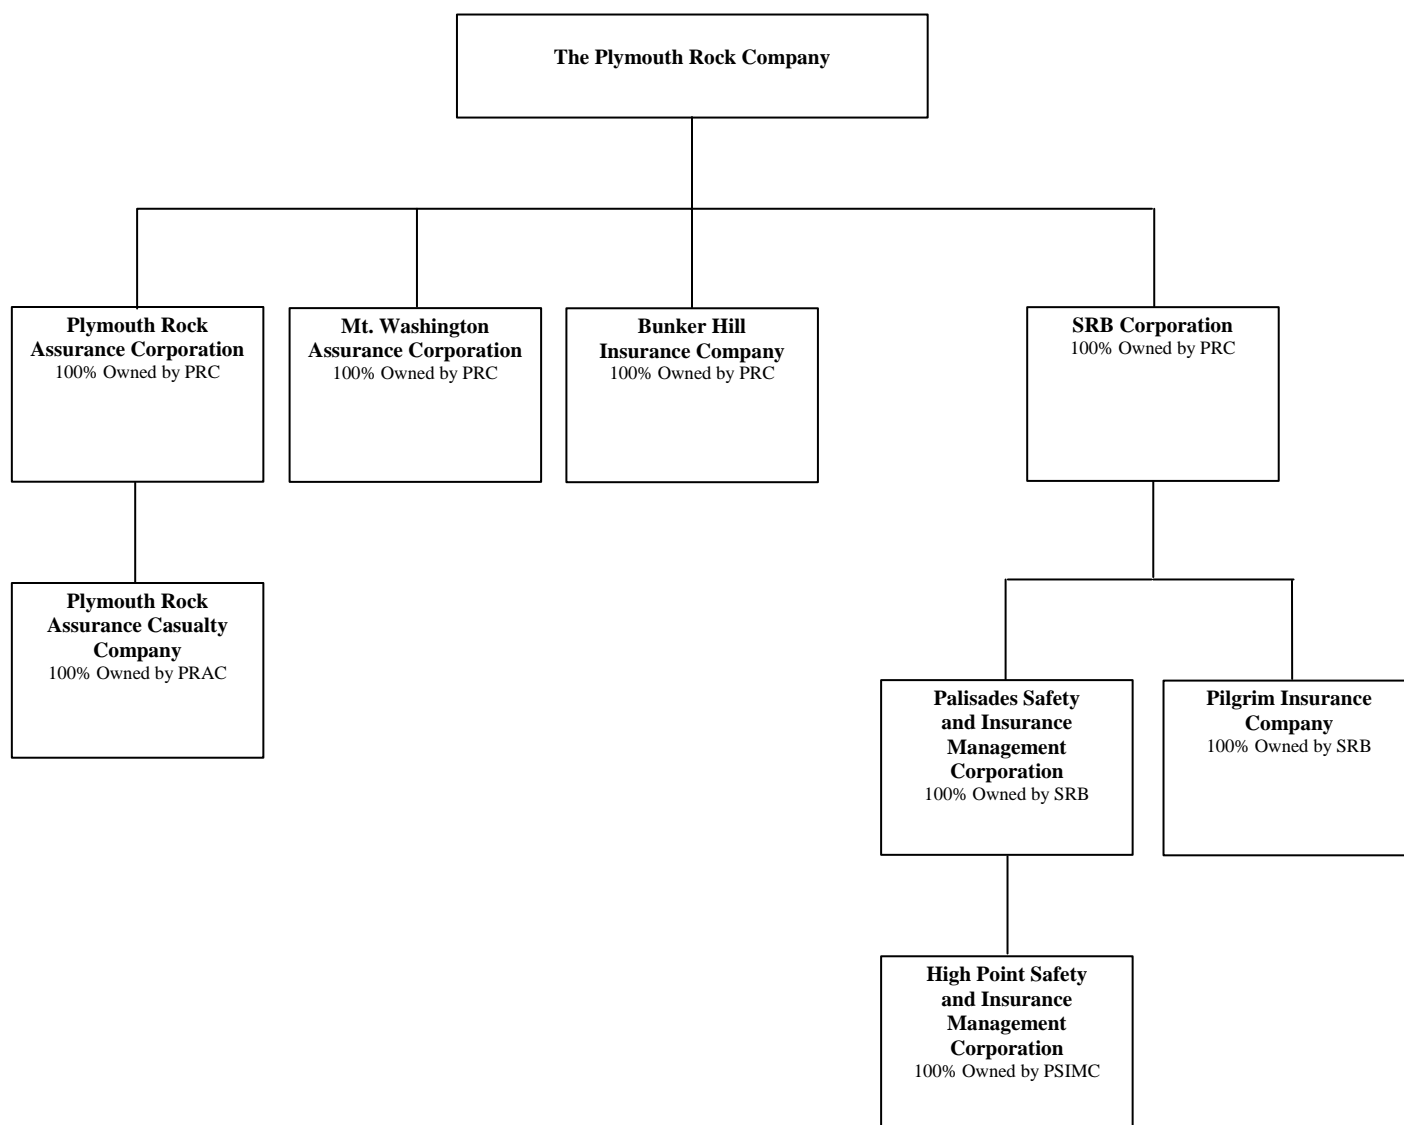 The Plymouth Rock Company
Plymouth Rock
Assurance Corporation
100% Owned by PRC
Mt. Washington
Assurance Corporation
100% Owned by PRC
Bunker Hill
Insurance Company
100% Owned by PRC
SRB Corporation
100% Owned by PRC
Plymouth Rock
Assurance Casualty
Company
100% Owned by PRAC
Palisades Safety
and Insurance
Management
Corporation
100% Owned by SRB
Pilgrim Insurance
Company
100% Owned by SRB
High Point Safety
and Insurance
Management
Corporation
100% Owned by PSIMC